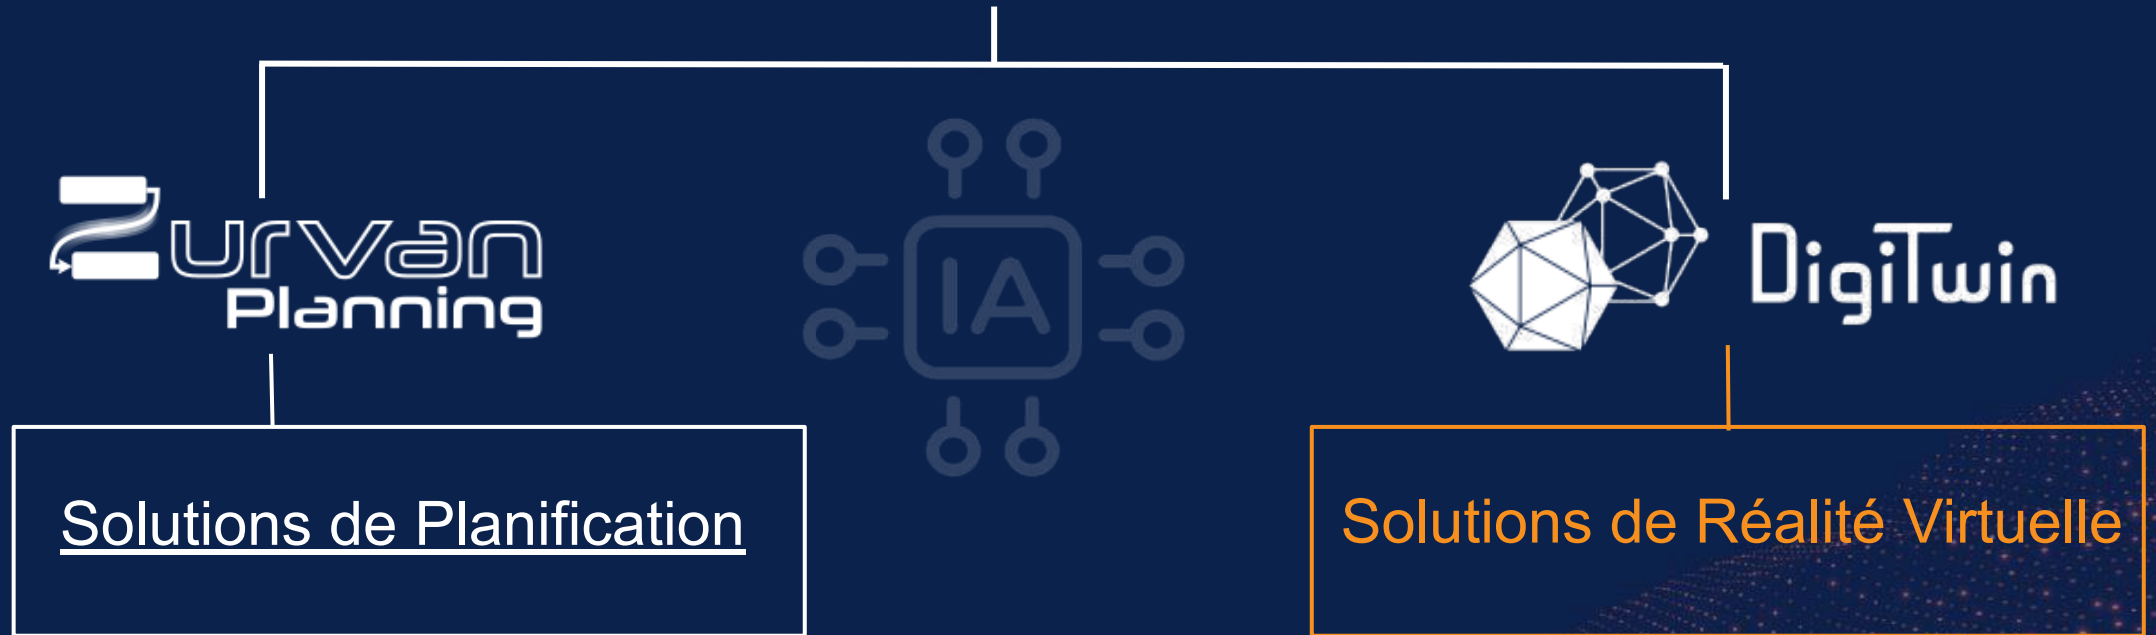 Zurvan
Planning
IA
DigiTwin
Solutions de Planification
Solutions de Réalité Virtuelle